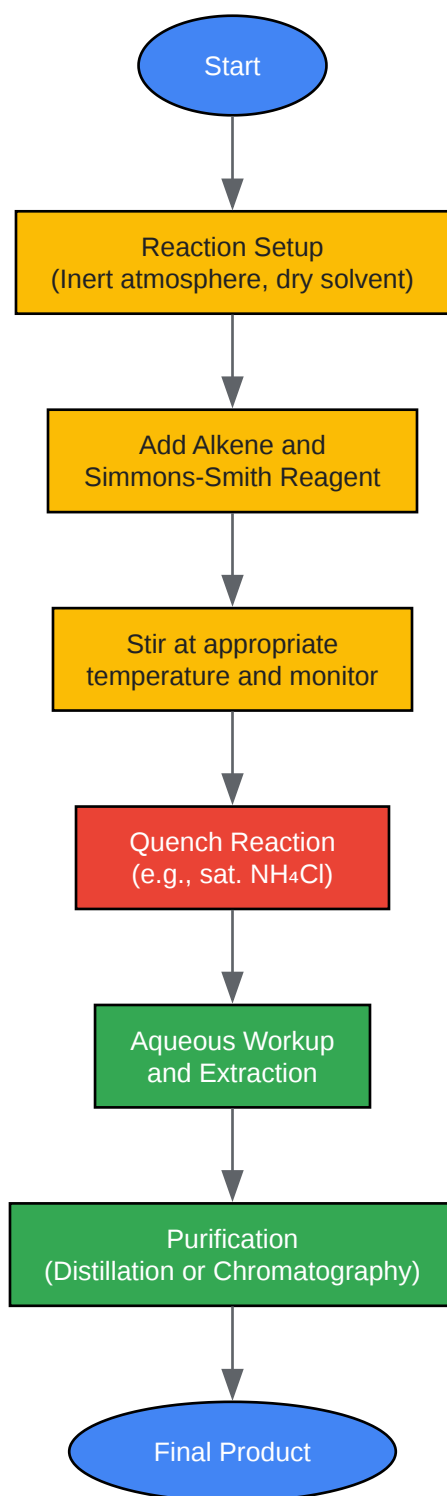 Start
Reaction Setup
(Inert atmosphere, dry solvent)
Add Alkene and
Simmons-Smith Reagent
Stir at appropriate
temperature and monitor
Quench Reaction
(e.g., sat. NH₄Cl)
Aqueous Workup
and Extraction
Purification
(Distillation or Chromatography)
Final Product